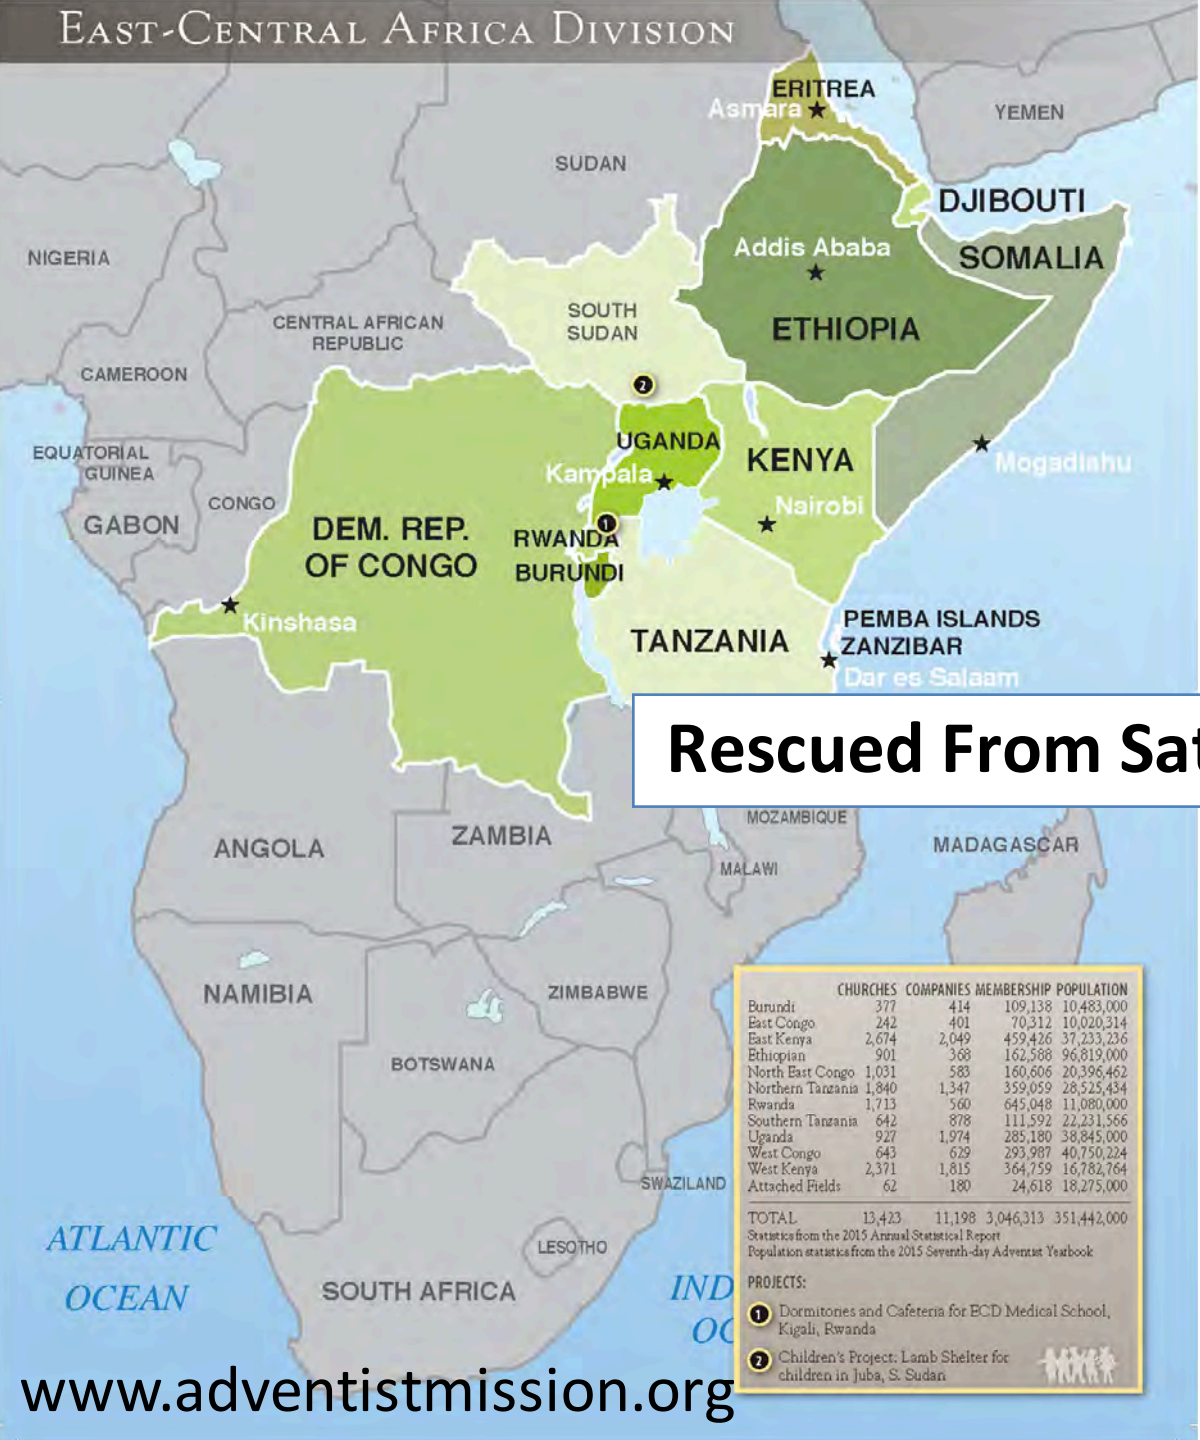 EAST-CENTRAL AFRICA DIVISION
ERITREA
Asmara
YEMEN
SUDAN
DJIBOUTI
NIGERIA
Addis Ababa
SOMALIA
SOUTH
SUDAN
CENTRAL AFRICAN
REPUBLIC
ETHIOPIA
CAMEROON
2
EQUATORIAL
GUINEA
UGANDA
KENYA
Mogadiahu
Kampala
CONGO
Nairobi
GABON
DEM. REP.
OF CONGO
1
RWANDA
BURUNDI
Kinshasa
TANZANIA
PEMBA ISLANDS
ZANZIBAR
Dar es Salaam
Rescued From Sat
MOZAMBIQUE
ANGOLA
ZAMBIA
MADAGASCAR
MALAWI
NAMIBIA
ZIMBABWE
BOTSWANA
SWAZILAND
LESOTHO
SOUTH AFRICA
ATLANTIC
OCEAN
IND
OC
CHURCHES COMPANIES MEMBERSHIP POPULATION
Burundi 377 414 109,138 10,483,000
East Congo 242 401 70,312 10,020,314
East Kenya 2,674 2,049 459,426 37,233,236
Ethiopian 901 368 162,588 96,819,000
North East Congo 1,031 583 160,606 20,396,462
Northern Tanzania 1,840 1,347 359,059 28,525,434
Rwanda 1,713 560 645,048 11,080,000
Southern Tanzania 642 878 111,592 22,231,566
Uganda 927 1,974 285,180 38,845,000
West Congo 643 629 293,987 40,750,224
West Kenya 2,371 1,815 364,759 16,782,764
Attached Fields 62 180 24,618 18,275,000
TOTAL 13,423 11,198 3,046,313 351,442,000
Statistics from the 2015 Annual Statistical Report
Population statistics from the 2015 Seventh-day Adventist Yearbook
PROJECTS:
1 Dormitories and Cafeteria for ECD Medical School,
Kigali, Rwanda
2 Children's Project: Lamb Shelter for
children in Juba, S. Sudan
www.adventistmission.org